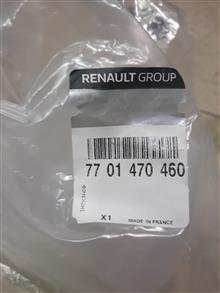 RENAULT GROUP
77 01 470 460
X1 MADE IN FRANCE